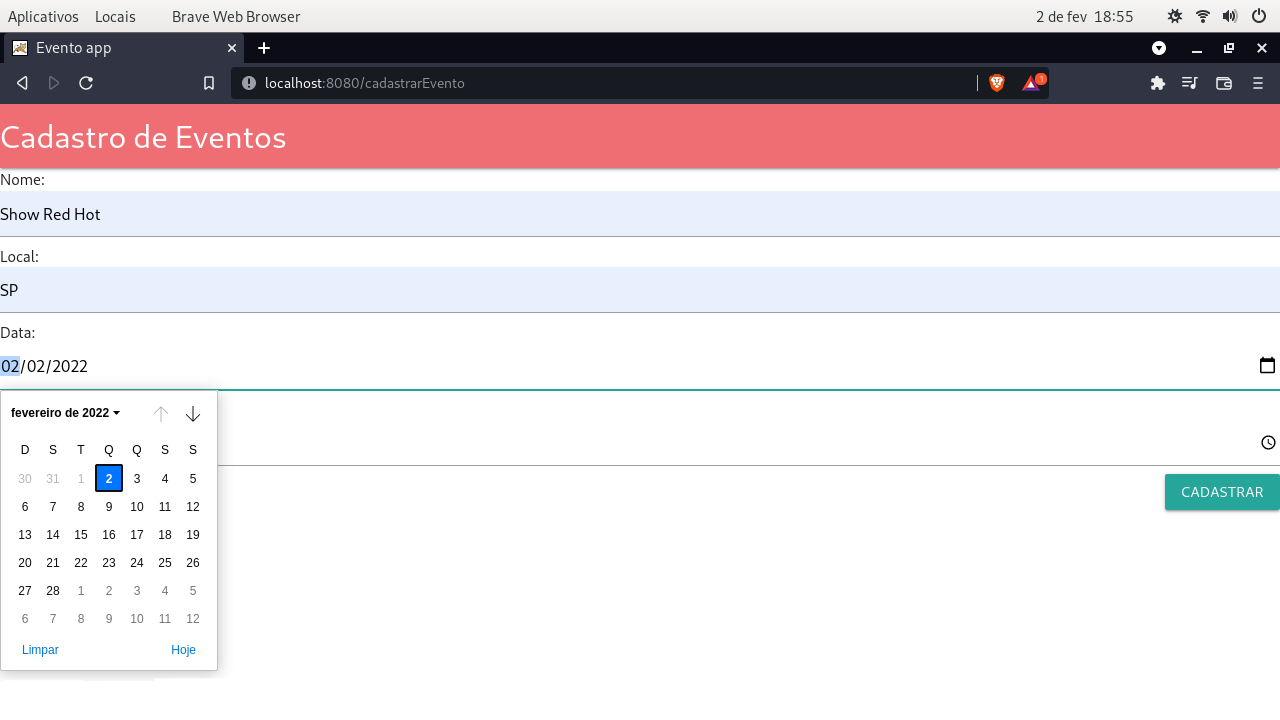 Aplicativos Locais Brave Web Browser 2 de fev 18:55
Evento app
localhost:8080/cadastrarEvento 1
Cadastro de Eventos
Nome:
Show Red Hot
Local:
SP
Data:
02/02/2022
fevereiro de 2022
D S T Q Q S S
30 31 1 2 3 4 5
6 7 8 9 10 11 12
13 14 15 16 17 18 19
20 21 22 23 24 25 26
27 28 1 2 3 4 5
6 7 8 9 10 11 12
Limpar Hoje
CADASTRAR